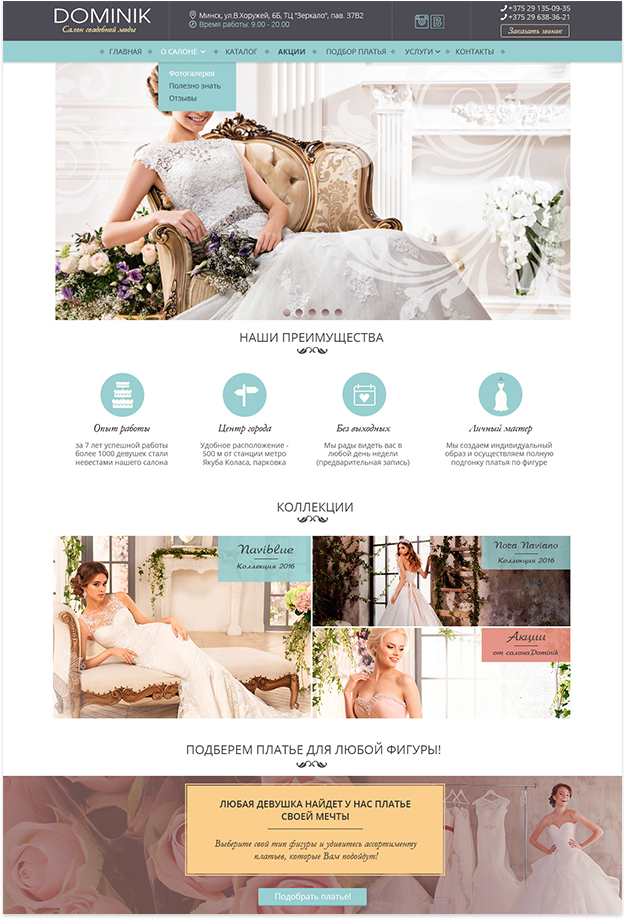 DOMINIK
Салон свадебной моды
Минск, ул.В.Хоружей, 6Б, ТЦ "Зеркало", пав. 37В2
Время работы: 9.00 - 20.00
B
+375 29 135-09-35
+375 29 638-36-21
Заказать звонок
ГЛАВНАЯ
О САЛОНЕ
КАТАЛОГ
АКЦИИ
ПОДБОР ПЛАТЬЯ
УСЛУГИ
КОНТАКТЫ
Фотогалерея
Полезно знать
Отзывы
НАШИ ПРЕИМУЩЕСТВА
Опыт работы
за 7 лет успешной работы
более 1000 девушек стали
невестами нашего салона
Центр города
Удобное расположение -
500 м от станции метро
Якуба Коласа, парковка
Без выходных
Мы рады видеть вас в
любой день недели
(предварительная запись)
Личный мастер
Мы создаем индивидуальный
образ и осуществляем полную
подгонку платья по фигуре
КОЛЛЕКЦИИ
Naviblue
Коллекция 2016
Nora Naviano
Коллекция 2016
Акции
от салонаDominik
ПОДБЕРЕМ ПЛАТЬЕ ДЛЯ ЛЮБОЙ ФИГУРЫ!
ЛЮБАЯ ДЕВУШКА НАЙДЕТ У НАС ПЛАТЬЕ
СВОЕЙ МЕЧТЫ
Выберите свой тип фигуры и удивитесь ассортименту
платьев, которые Вам подойдут!
Подобрать платье!